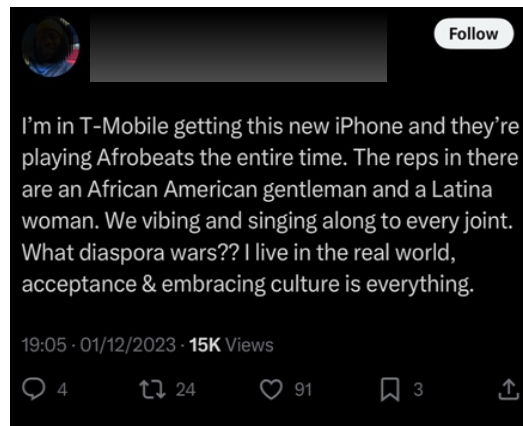 Follow
I’m in T-Mobile getting this new iPhone and they’re
playing Afrobeats the entire time. The reps in there
are an African American gentleman and a Latina
woman. We vibing and singing along to every joint.
What diaspora wars?? I live in the real world,
acceptance & embracing culture is everything.
19:05 · 01/12/2023 · 15K Views
4 24 91 3